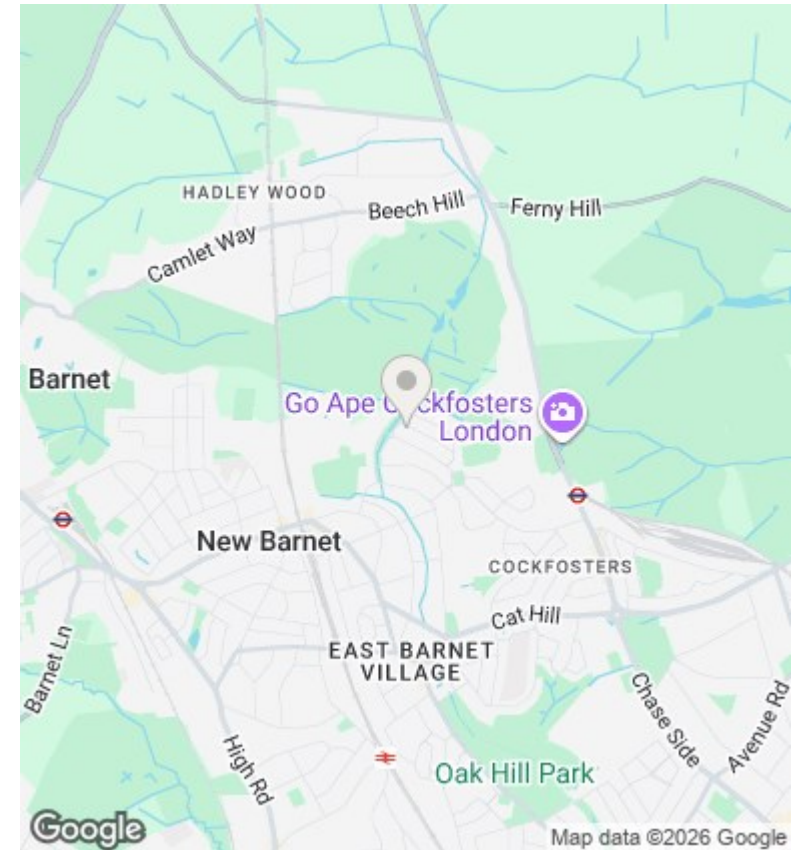 HADLEY WOOD
Beech Hill
Ferny Hill
Camlet Way
Barnet
Go Ape Cockfosters
London
New Barnet
COCKFOSTERS
Cat Hill
EAST BARNET
VILLAGE
Barnet Ln
High Rd
Chase Side
Avenue Rd
Oak Hill Park
Google
Map data ©2026 Google